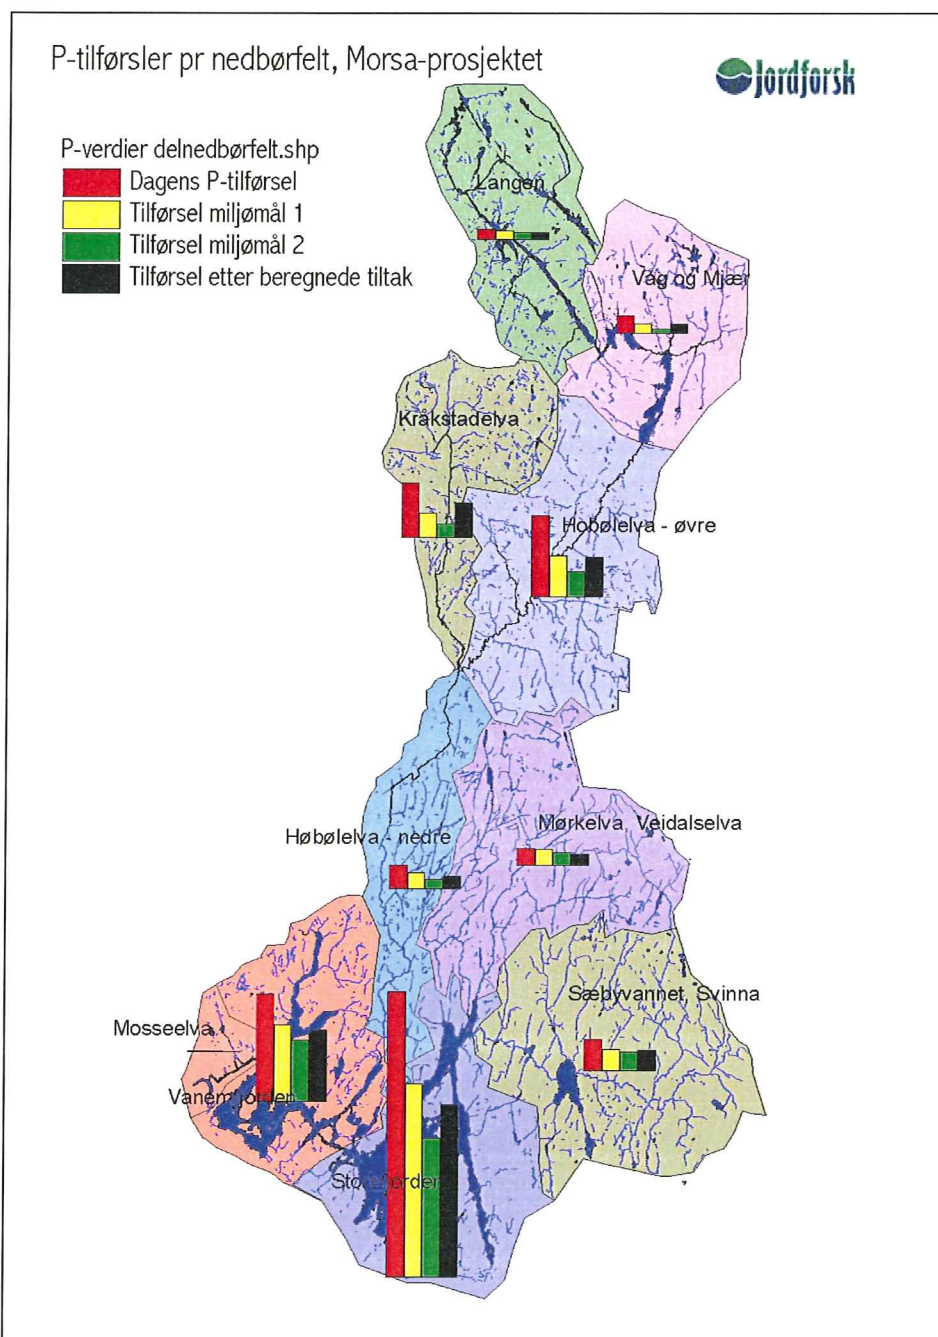 P-tilførsler pr nedbørfelt, Morsa-prosjektet
Jordforsk
P-verdier delnedbørfelt.shp
Dagens P-tilførsel
Tilførsel miljømål 1
Tilførsel miljømål 2
Tilførsel etter beregnede tiltak
Langen
Våg og Mjær
Kråkstadelva
Hobølelva - øvre
Mørkelva, Veidalselva
Høbølelva - nedre
Sæbyvannet, Svinna
Mosseelva
Vanemfjorden
Storefjorden